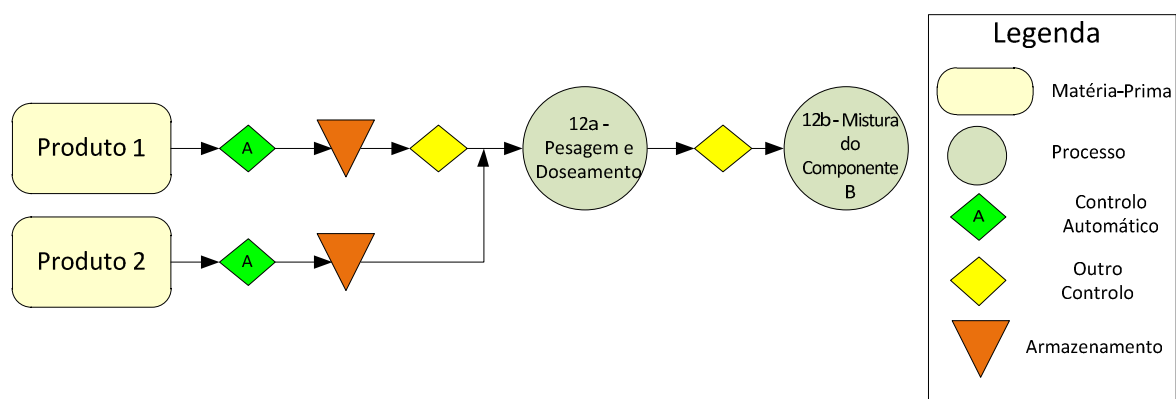 Legenda
Matéria-Prima
Processo
A
Controlo
Automático
Outro
Controlo
Armazenamento
Produto 1
A
12a -
Pesagem e
Doseamento
12b - Mistura
do
Componente
B
Produto 2
A